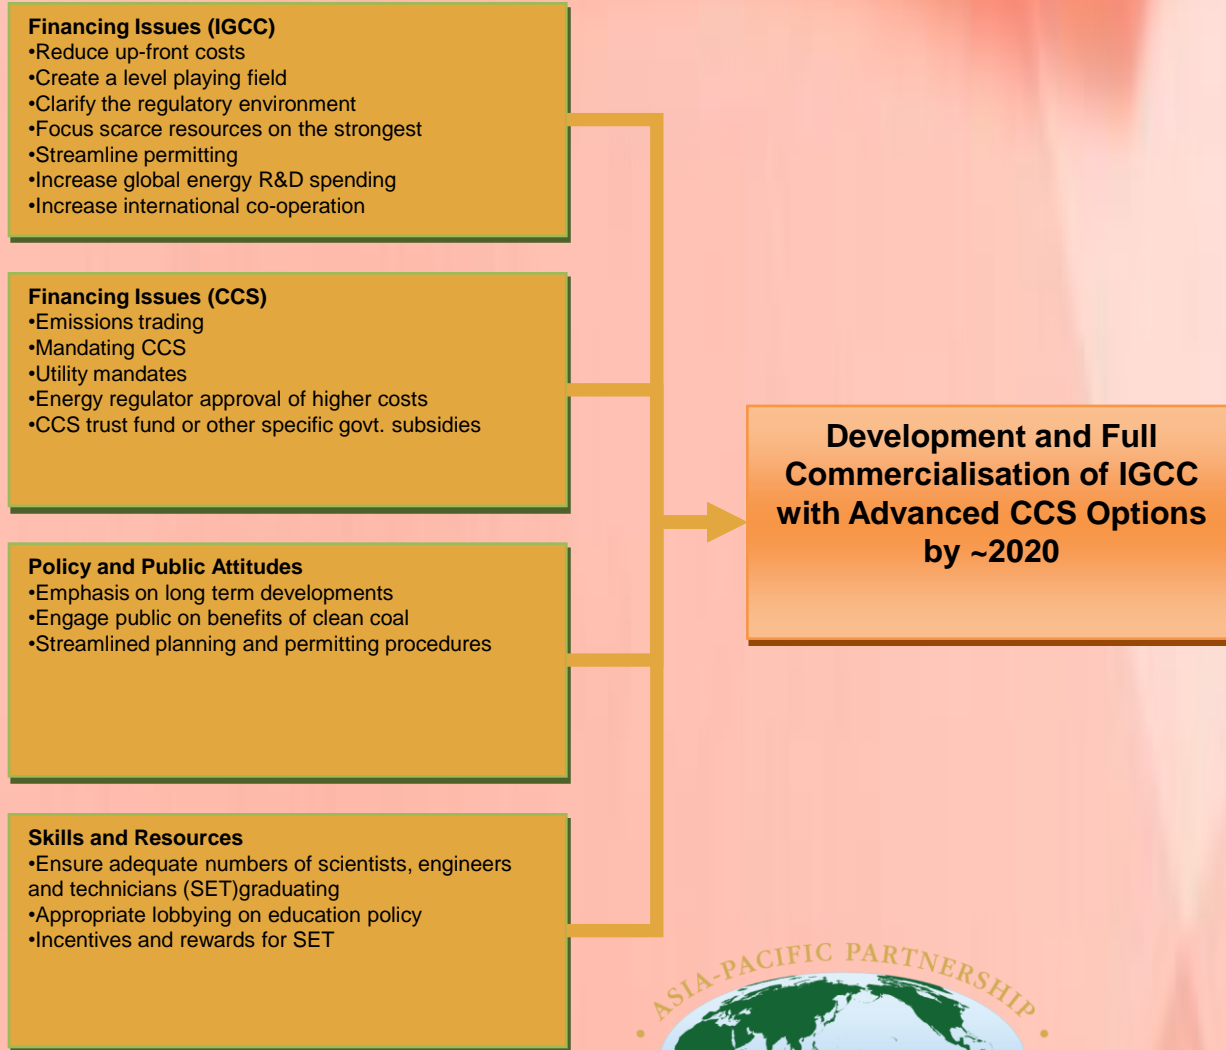 Financing Issues (IGCC)
•Reduce up-front costs
•Create a level playing field
•Clarify the regulatory environment
•Focus scarce resources on the strongest
•Streamline permitting
•Increase global energy R&D spending
•Increase international co-operation
Financing Issues (CCS)
•Emissions trading
•Mandating CCS
•Utility mandates
•Energy regulator approval of higher costs
•CCS trust fund or other specific govt. subsidies
Policy and Public Attitudes
•Emphasis on long term developments
•Engage public on benefits of clean coal
•Streamlined planning and permitting procedures
Skills and Resources
•Ensure adequate numbers of scientists, engineers
and technicians (SET)graduating
•Appropriate lobbying on education policy
•Incentives and rewards for SET
Development and Full
Commercialisation of IGCC
with Advanced CCS Options
by ~2020
• ASIA-PACIFIC PARTNERSHIP •